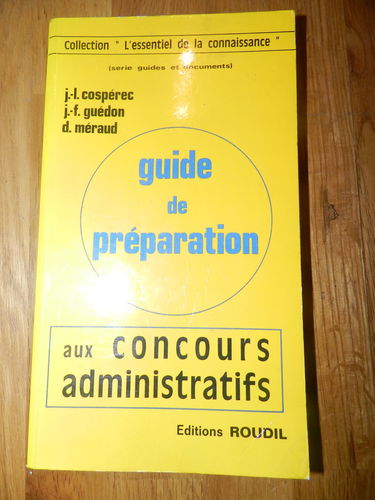 Collection " L'essentiel de la connaissance "
(serie guides et documents)
j.-l. cospérec
j.-f. guédon
d. méraud
guide
de
préparation
aux concours
administratifs
Editions ROUDIL